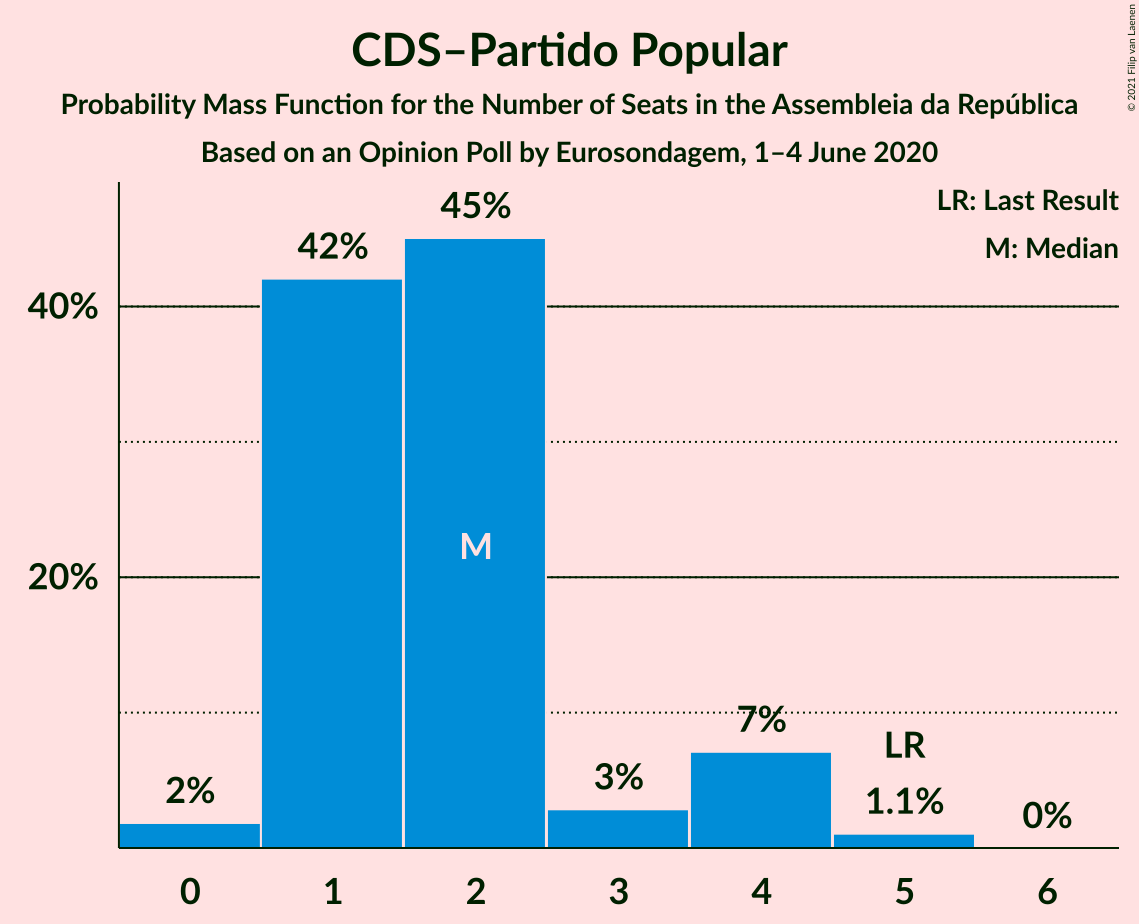 CDS–Partido Popular
Probability Mass Function for the Number of Seats in the Assembleia da República
Based on an Opinion Poll by Eurosondagem, 1–4 June 2020
© 2021 Filip van Laenen
LR: Last Result
M: Median
45%
42%
40%
M
20%
7%
LR
3%
2%
1.1%
0%
0 1 2 3 4 5 6